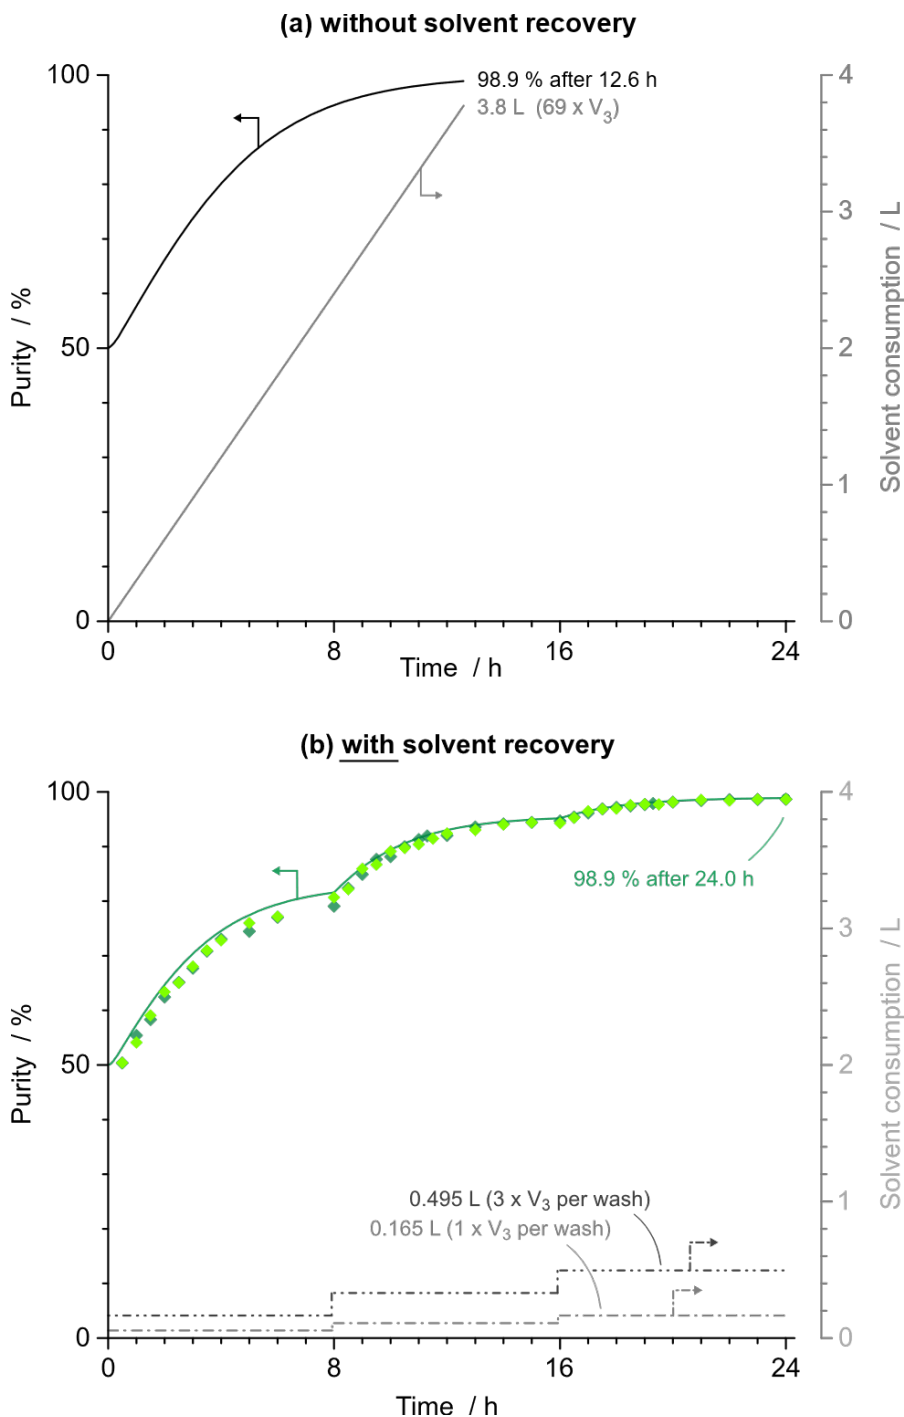 (a) without solvent recovery
100
50
0
Purity / %
98.9 % after 12.6 h
3.8 L (69 x V3)
4
3
2
1
0
Solvent consumption / L
0
8
16
24
Time / h
(b) with solvent recovery
100
50
0
Purity / %
98.9 % after 24.0 h
0.495 L (3 x V3 per wash)
0.165 L (1 x V3 per wash)
4
3
2
1
0
Solvent consumption / L
0
8
16
24
Time / h